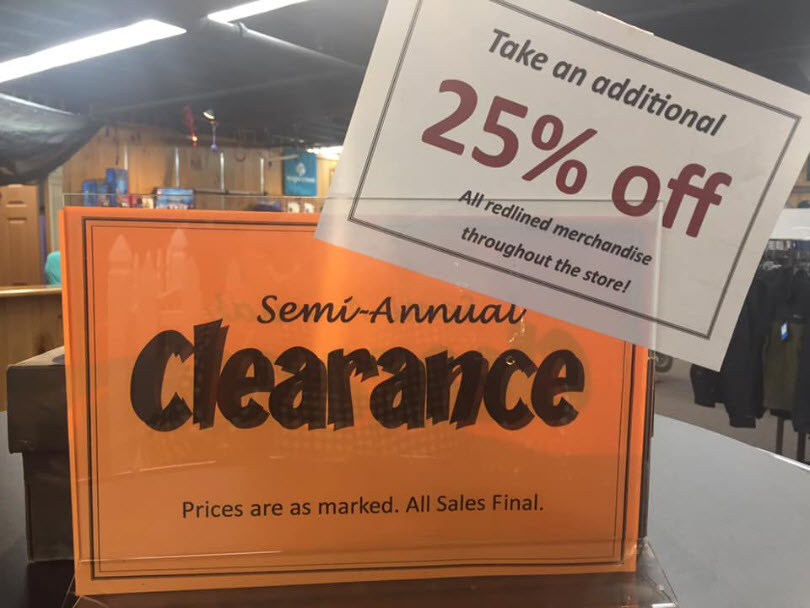 Take an additional
25% off
All redlined merchandise
throughout the store!
Semi-Annual
Clearance
Prices are as marked. All Sales Final.